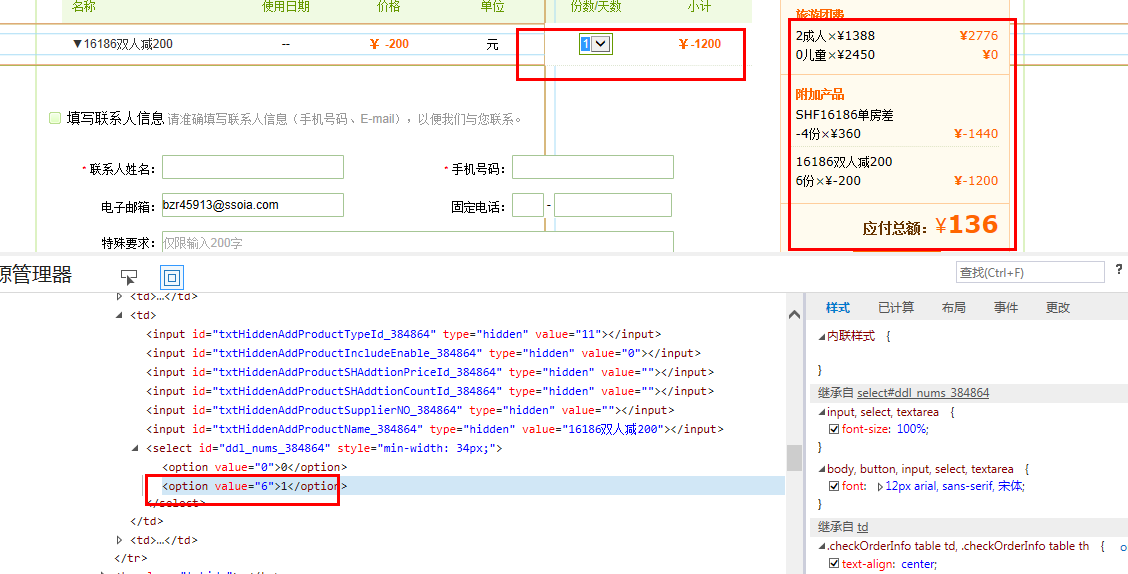 名称 使用日期 价格 单位 份数/天数 小计
▼16186双人减200 -- ￥ -200 元 1 ￥ -1200
旅游团费
2成人×¥1388 ¥2776
0儿童×¥2450 ¥0
附加产品
SHF16186单房差
-4份×¥360 ¥-1440
16186双人减200
6份×¥-200 ¥-1200
应付总额：¥136
填写联系人信息 请准确填写联系人信息（手机号码、E-mail），以便我们与您联系。
* 联系人姓名： * 手机号码：
电子邮箱： bzr45913@ssoia.com 固定电话： -
特殊要求： 仅限输入200字
源管理器 查找(Ctrl+F) ?
<td>…</td>
<td>
<input id="txtHiddenAddProductTypeId_384864" type="hidden" value="11"></input>
<input id="txtHiddenAddProductIncludeEnable_384864" type="hidden" value="0"></input>
<input id="txtHiddenAddProductSHAddtionPriceId_384864" type="hidden" value=""></input>
<input id="txtHiddenAddProductSHAddtionCountId_384864" type="hidden" value=""></input>
<input id="txtHiddenAddProductSupplierNO_384864" type="hidden" value=""></input>
<input id="txtHiddenAddProductName_384864" type="hidden" value="16186双人减200"></input>
<select id="ddl_nums_384864" style="min-width: 34px;">
<option value="0">0</option>
<option value="6">1</option>
</select>
</td>
<td>…</td>
</tr>
样式 已计算 布局 事件 更改
内联样式 {
}
继承自 select#ddl_nums_384864
input, select, textarea {
font-size: 100%;
}
body, button, input, select, textarea {
font: 12px arial, sans-serif, 宋体;
}
继承自 td
.checkOrderInfo table td, .checkOrderInfo table th {
text-align: center;